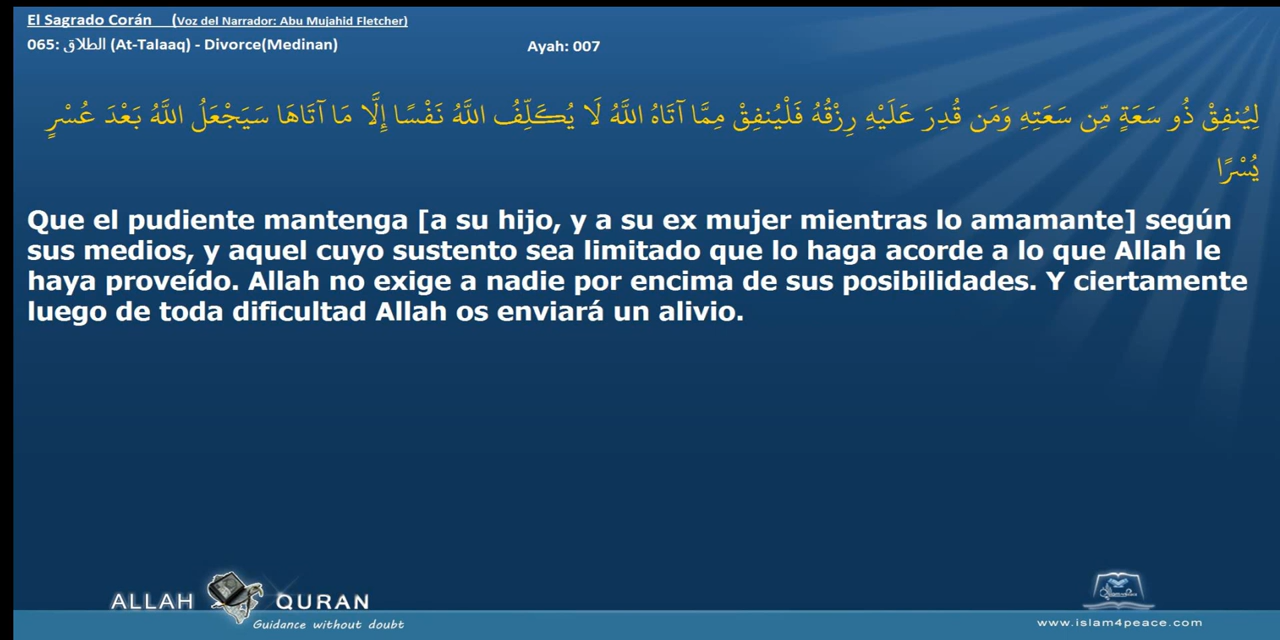 El Sagrado Corán (Voz del Narrador: Abu Mujahid Fletcher)
065: الطلاق (At-Talaaq) - Divorce(Medinan) Ayah: 007
لِيُنفِقْ ذُو سَعَةٍ مِّن سَعَتِهِ وَمَن قُدِرَ عَلَيْهِ رِزْقُهُ فَلْيُنفِقْ مِمَّا آتَاهُ اللَّهُ لَا يُكَلِّفُ اللَّهُ نَفْسًا إِلَّا مَا آتَاهَا سَيَجْعَلُ اللَّهُ بَعْدَ عُسْرٍ
يُسْرًا
Que el pudiente mantenga [a su hijo, y a su ex mujer mientras lo amamante] según
sus medios, y aquel cuyo sustento sea limitado que lo haga acorde a lo que Allah le
haya proveído. Allah no exige a nadie por encima de sus posibilidades. Y ciertamente
luego de toda dificultad Allah os enviará un alivio.
ALLAH QURAN
Guidance without doubt
www.islam4peace.com